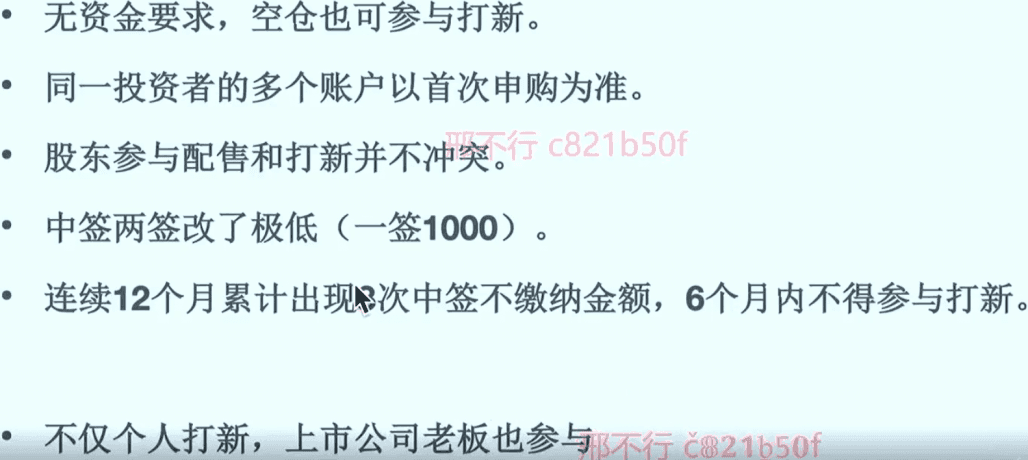 • 无资金要求，空仓也可参与打新。
• 同一投资者的多个账户以首次申购为准。
邢不行 c821b50f
• 股东参与配售和打新并不冲突。
• 中签两签改了极低（一签1000）。
• 连续12个月累计出现3次中签不缴纳金额，6个月内不得参与打新。
• 不仅个人打新，上市公司老板也参与
邢不行 c821b50f